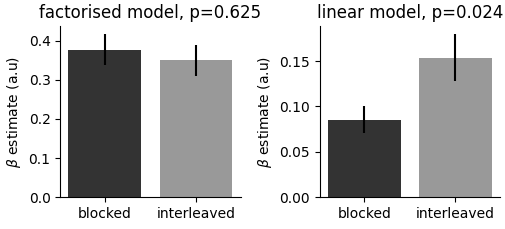 factorised model, p=0.625
β estimate (a.u)
0.4
0.3
0.2
0.1
0.0
blocked interleaved
linear model, p=0.024
β estimate (a.u)
0.15
0.10
0.05
0.00
blocked interleaved